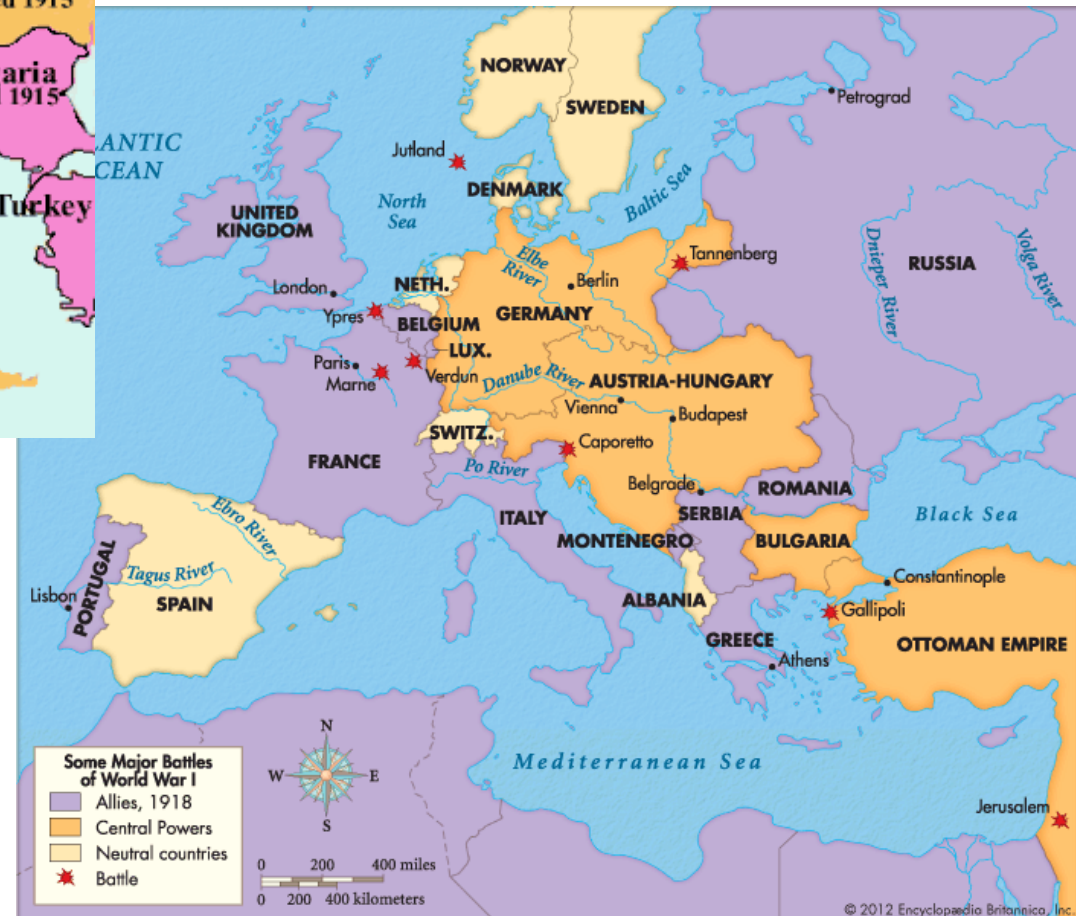 1915
aria
1915
Turkey
LANTIC
CEAN
NORWAY
SWEDEN
Petrograd
Jutland
DENMARK
Baltic Sea
North
Sea
UNITED
KINGDOM
Tannenberg
Dnieper River
Volga River
RUSSIA
Elbe
River
Berlin
NETH.
London
GERMANY
Ypres
BELGIUM
LUX.
Paris
Marne
Verdun
Danube River
AUSTRIA-HUNGARY
Vienna
Budapest
SWITZ.
Caporetto
FRANCE
Po River
Belgrade
ROMANIA
Ebro River
ITALY
SERBIA
Black Sea
MONTENEGRO
BULGARIA
Tagus River
Constantinople
Lisbon
PORTUGAL
SPAIN
ALBANIA
Gallipoli
GREECE
OTTOMAN EMPIRE
Athens
Mediterranean Sea
Jerusalem
N
W
E
S
Some Major Battles
of World War I
Allies, 1918
Central Powers
Neutral countries
Battle
0 200 400 miles
0 200 400 kilometers
© 2012 Encyclopædia Britannica, Inc.